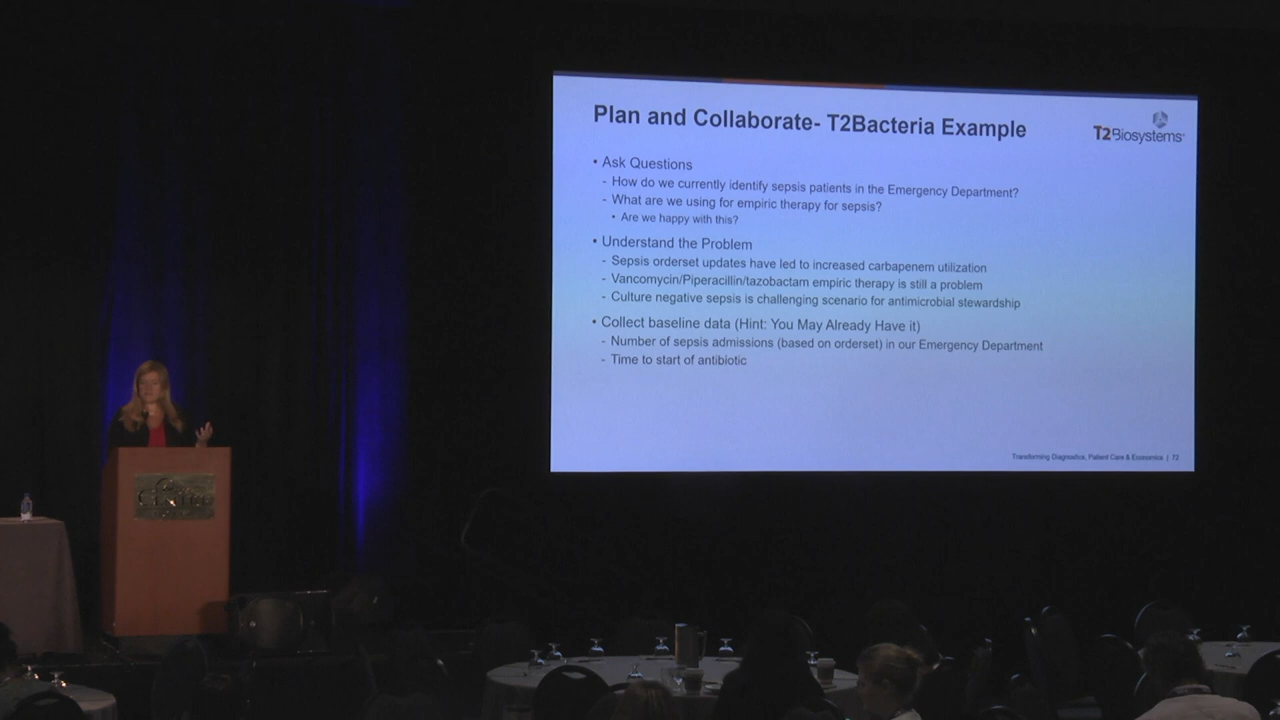 Plan and Collaborate- T2Bacteria Example
T2Biosystems
• Ask Questions
- How do we currently identify sepsis patients in the Emergency Department?
- What are we using for empiric therapy for sepsis?
• Are we happy with this?
• Understand the Problem
- Sepsis orderset updates have led to increased carbapenem utilization
- Vancomycin/Piperacillin/tazobactam empiric therapy is still a problem
- Culture negative sepsis is challenging scenario for antimicrobial stewardship
• Collect baseline data (Hint: You May Already Have it)
- Number of sepsis admissions (based on orderset) in our Emergency Department
- Time to start of antibiotic
Transforming Diagnostics, Patient Care & Economics | 72